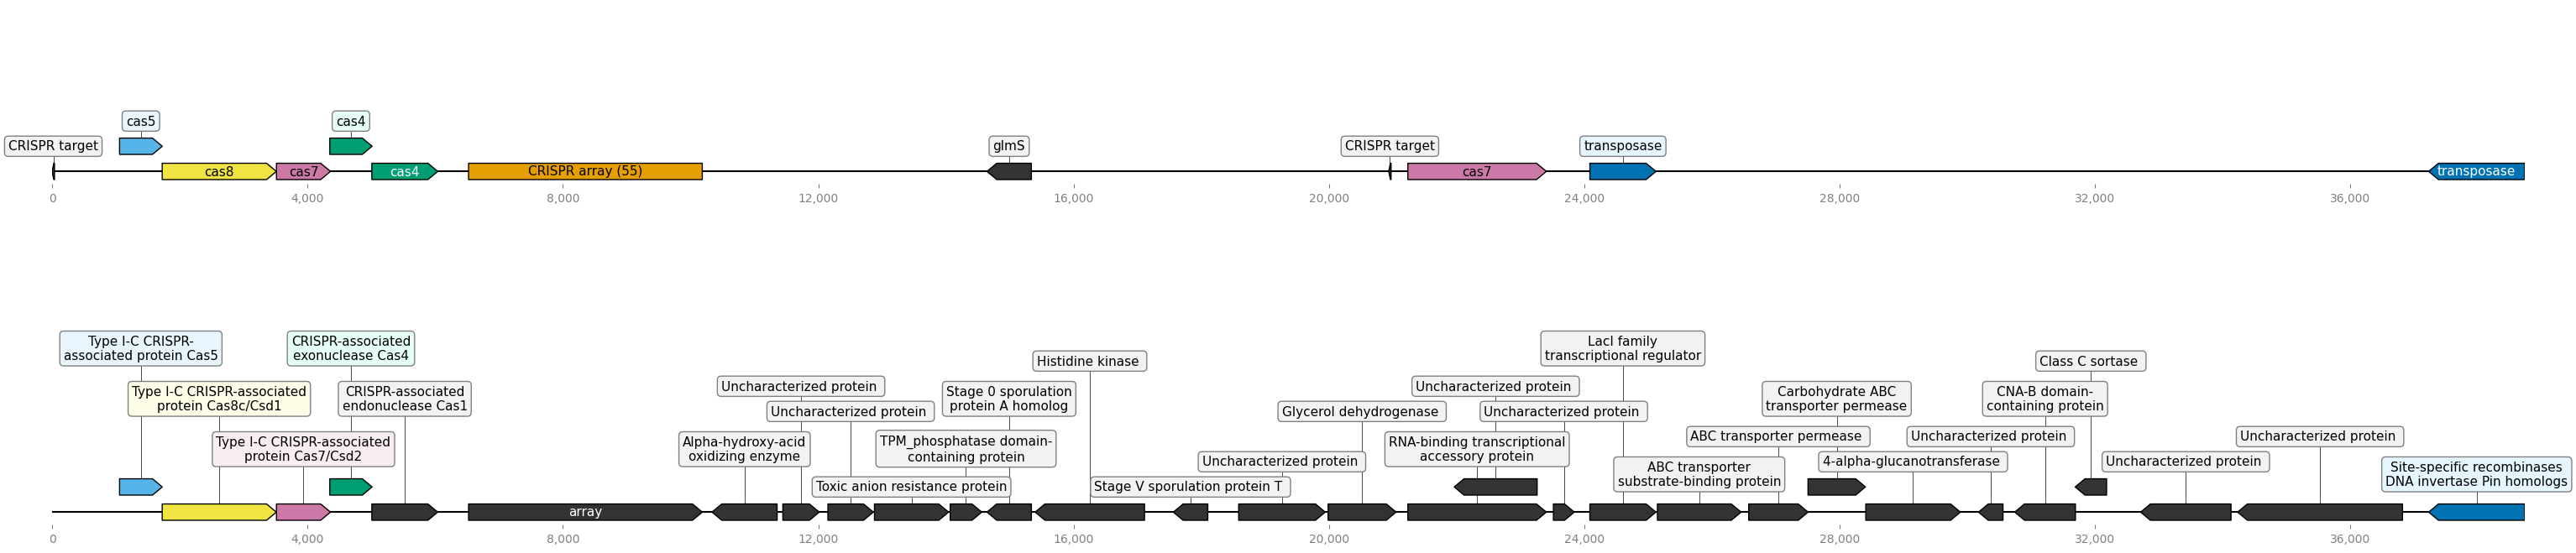 cas5
cas4
CRISPR target
glmS
CRISPR target
transposase
cas8
cas7
cas4
CRISPR array (55)
cas7
transposase
0
4,000
8,000
12,000
16,000
20,000
24,000
28,000
32,000
36,000
Type I-C CRISPR-
associated protein Cas5
CRISPR-associated
exonuclease Cas4
LacI family
transcriptional regulator
Histidine kinase
Class C sortase
Uncharacterized protein
Uncharacterized protein
Type I-C CRISPR-associated
protein Cas8c/Csd1
CRISPR-associated
endonuclease Cas1
Stage 0 sporulation
protein A homolog
Carbohydrate ABC
transporter permease
CNA-B domain-
containing protein
Uncharacterized protein
Glycerol dehydrogenase
Uncharacterized protein
Type I-C CRISPR-associated
protein Cas7/Csd2
Alpha-hydroxy-acid
oxidizing enzyme
TPM_phosphatase domain-
containing protein
RNA-binding transcriptional
accessory protein
ABC transporter permease
Uncharacterized protein
Uncharacterized protein
Uncharacterized protein
4-alpha-glucanotransferase
Uncharacterized protein
Toxic anion resistance protein
Stage V sporulation protein T
ABC transporter
substrate-binding protein
Site-specific recombinases
DNA invertase Pin homologs
array
0
4,000
8,000
12,000
16,000
20,000
24,000
28,000
32,000
36,000